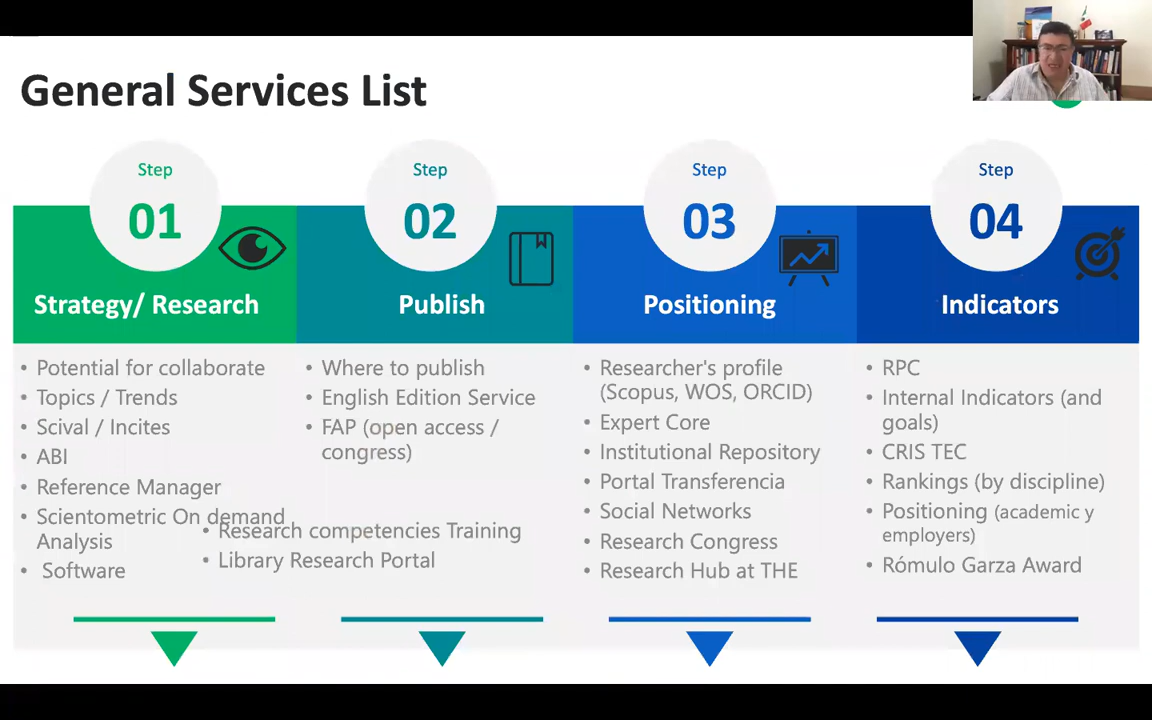 General Services List
Step
01
Strategy/ Research
• Potential for collaborate
• Topics / Trends
• Scival / Incites
• ABI
• Reference Manager
• Scientometric On demand
Analysis
• Software
Step
02
Publish
• Where to publish
• English Edition Service
• FAP (open access /
congress)
• Research competencies Training
• Library Research Portal
Step
03
Positioning
• Researcher's profile
(Scopus, WOS, ORCID)
• Expert Core
• Institutional Repository
• Portal Transferencia
• Social Networks
• Research Congress
• Research Hub at THE
Step
04
Indicators
• RPC
• Internal Indicators (and
goals)
• CRIS TEC
• Rankings (by discipline)
• Positioning (academic y
employers)
• Rómulo Garza Award